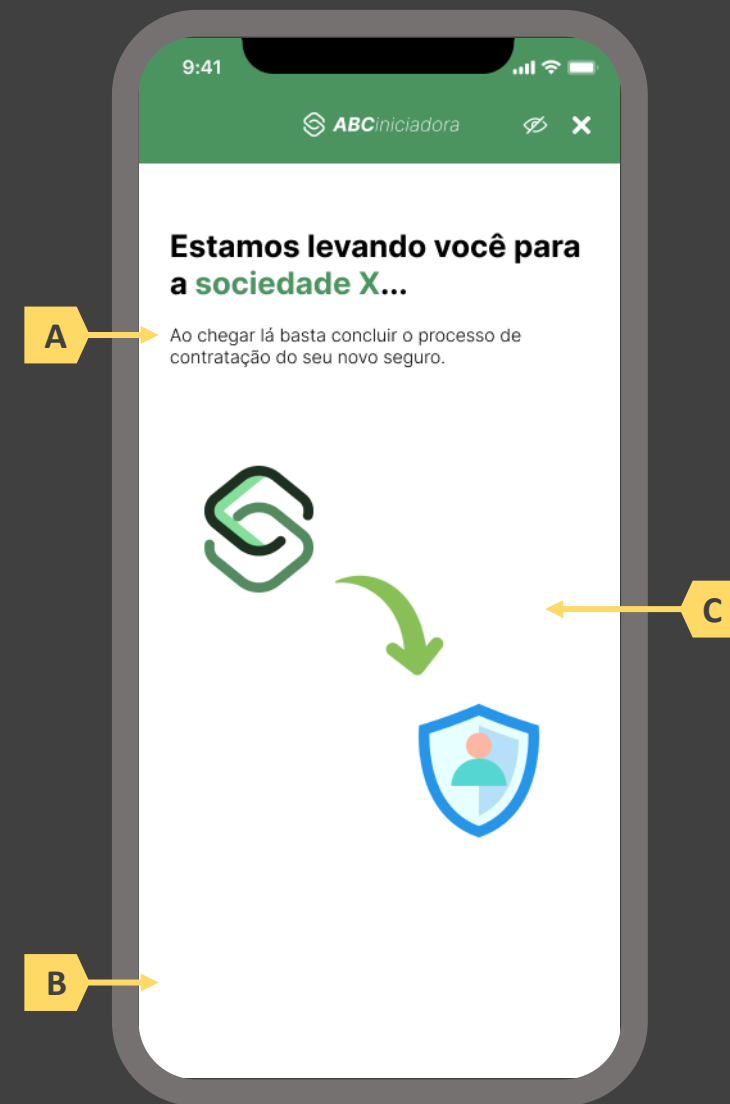 9:41
ABCiniciadora
Estamos levando você para
a sociedade X...
A
Ao chegar lá basta concluir o processo de
contratação do seu novo seguro.
C
B